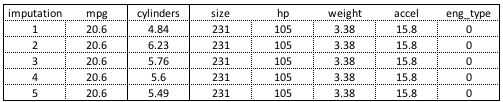 imputation mpg cylinders size hp weight accel eng_type
1 20.6 4.84 231 105 3.38 15.8 0
2 20.6 6.23 231 105 3.38 15.8 0
3 20.6 5.76 231 105 3.38 15.8 0
4 20.6 5.6 231 105 3.38 15.8 0
5 20.6 5.49 231 105 3.38 15.8 0